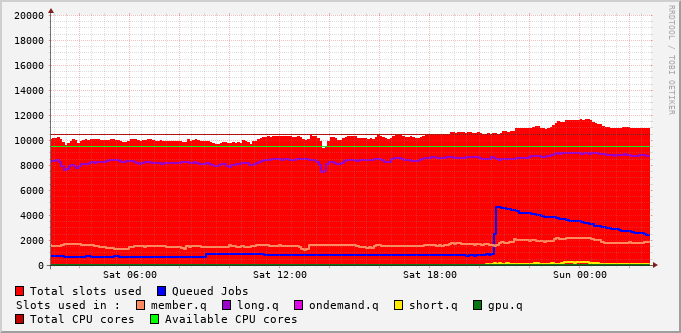 RRDTOOL / TOBI OETIKER
20000
18000
16000
14000
12000
10000
8000
6000
4000
2000
0
Sat 06:00 Sat 12:00 Sat 18:00 Sun 00:00
Total slots used Queued Jobs
Slots used in : member.q long.q ondemand.q short.q gpu.q
Total CPU cores Available CPU cores